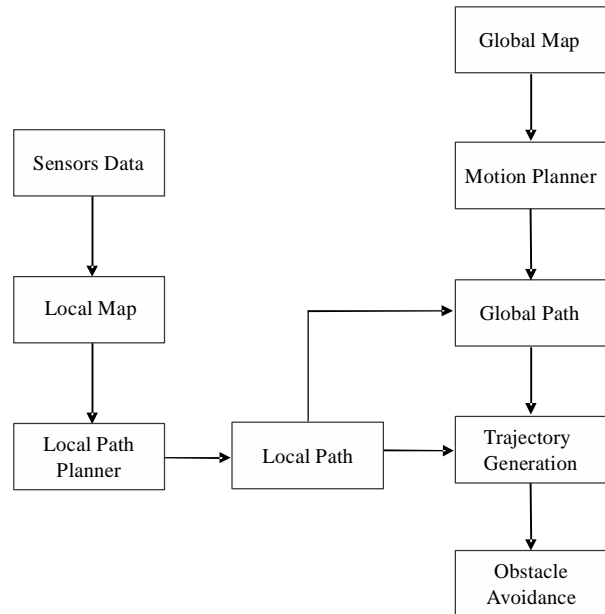 Global Map
Sensors Data
Motion Planner
Local Map
Global Path
Local Path
Planner
Local Path
Trajectory
Generation
Obstacle
Avoidance